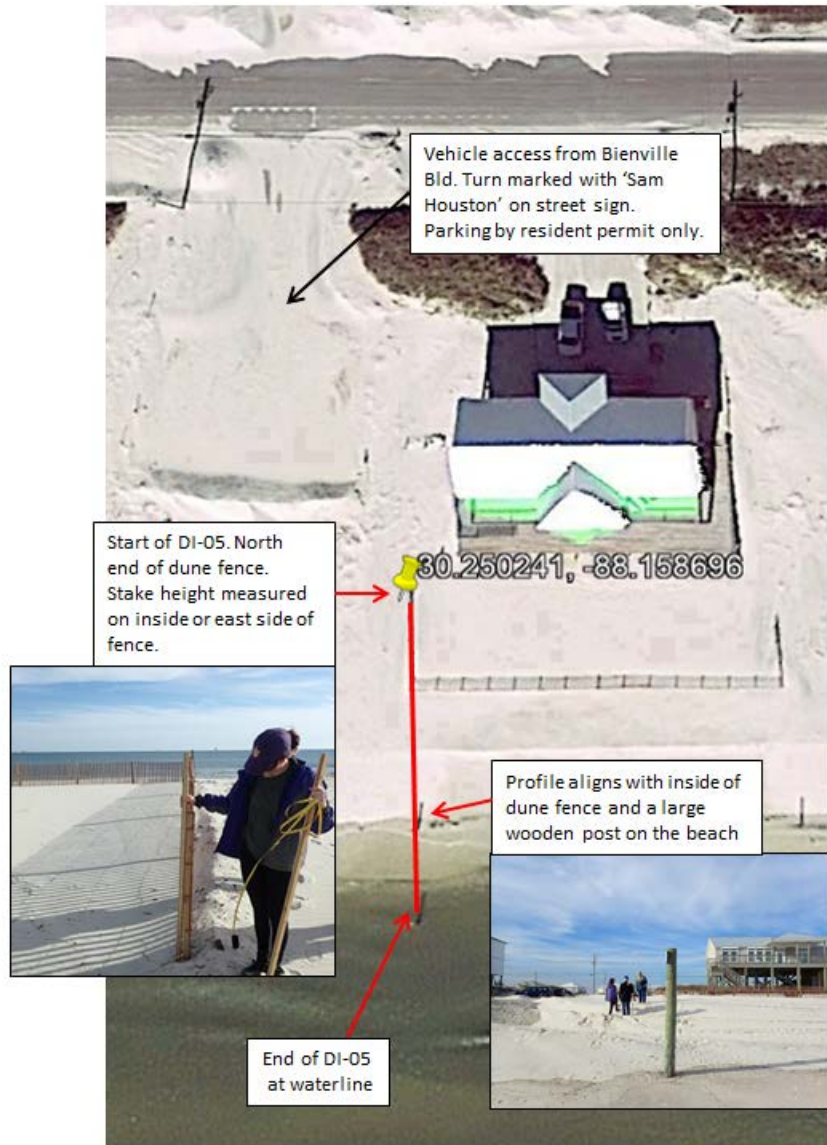 Vehicle access from Bienville
Bld. Turn marked with ‘Sam
Houston’ on street sign.
Parking by resident permit only.
30.250241, -88.158696
Start of DI-05. North
end of dune fence.
Stake height measured
on inside or east side of
fence.
Profile aligns with inside of
dune fence and a large
wooden post on the beach
End of DI-05
at waterline